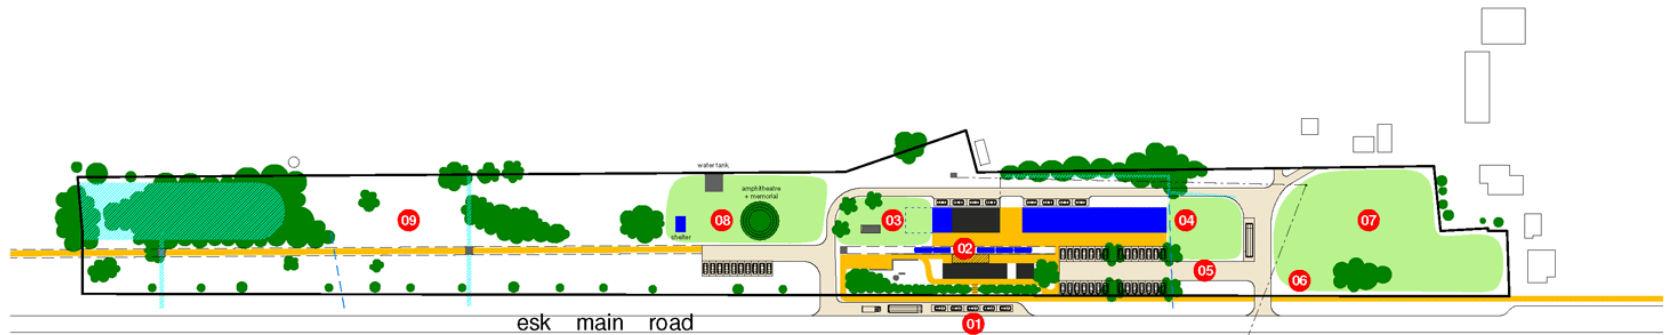 water tank
amphitheatre
+ memorial
shelter
09
08
03
04
07
02
05
06
01
esk main road